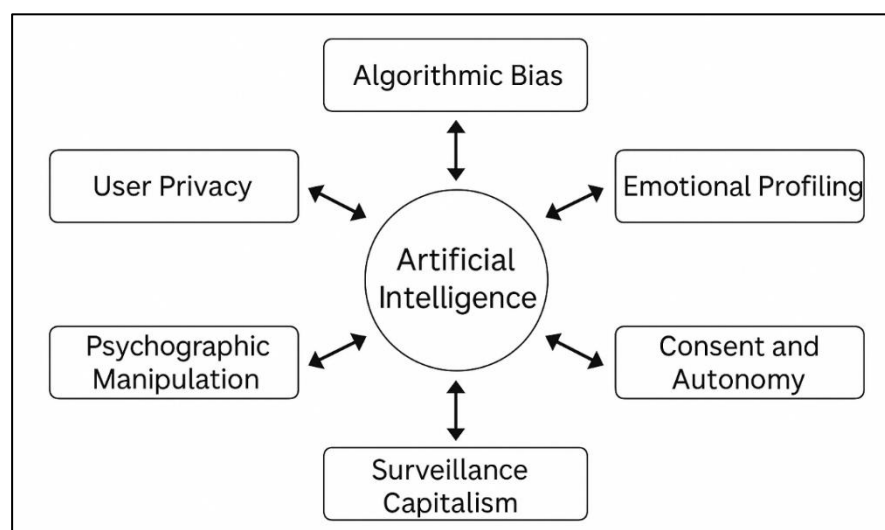 Algorithmic Bias
User Privacy
Emotional Profiling
Artificial
Intelligence
Psychographic
Manipulation
Consent and
Autonomy
Surveillance
Capitalism